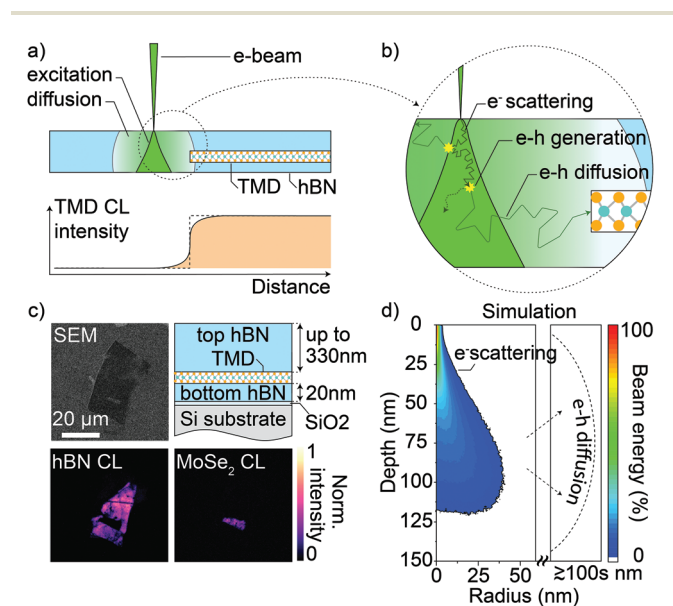 a)
e-beam
excitation
diffusion
TMD
hBN
TMD CL
intensity
Distance
b)
e- scattering
e-h generation
e-h diffusion
c)
SEM
20 µm
top hBN
TMD
bottom hBN
Si substrate
up to
330nm
20nm
SiO2
hBN CL
MoSe₂ CL
1
Norm.
intensity
0
d)
Simulation
0
25
50
75
100
125
150
Depth (nm)
e-scattering
e-h diffusion
0
25
50
≥100s nm
Radius (nm)
100
0
Beam energy (%)